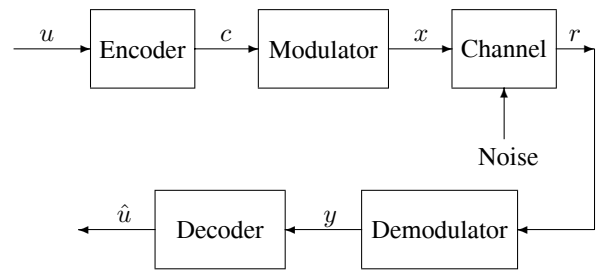 u Encoder c Modulator x Channel r
Noise
û Decoder y Demodulator